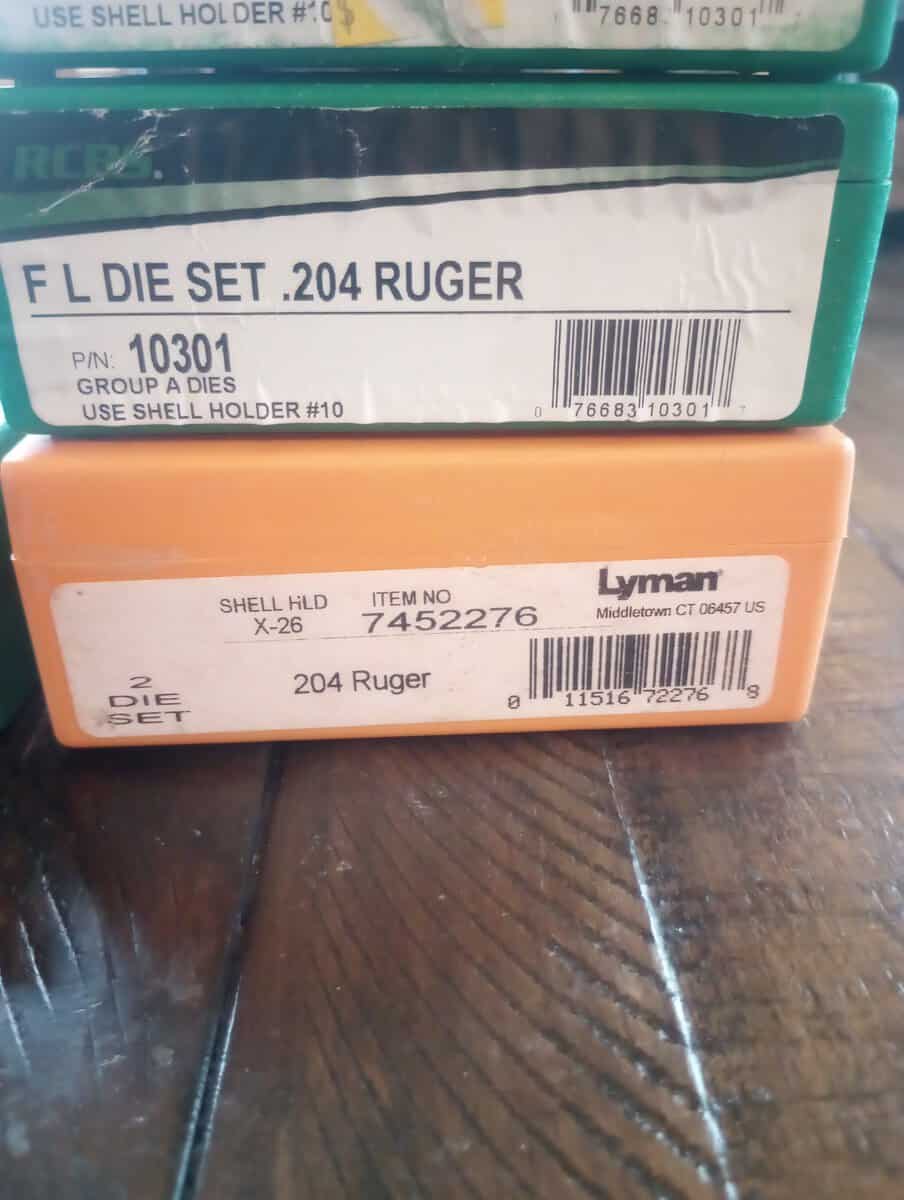 USE SHELL HOLDER #10 $
7668 10301
RCBS.
F L DIE SET .204 RUGER
P/N: 10301
GROUP A DIES
USE SHELL HOLDER #10
0 76683 10301 7
SHELL HLD
X-26
ITEM NO
7452276
Lyman
Middletown CT 06457 US
2
DIE
SET
204 Ruger
0 11516 72276 8